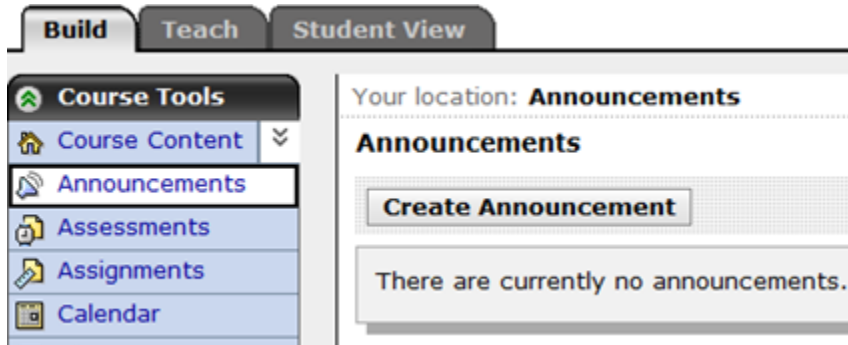 Build Teach Student View
Course Tools
Course Content
Announcements
Assessments
Assignments
Calendar
Your location: Announcements
Announcements
Create Announcement
There are currently no announcements.